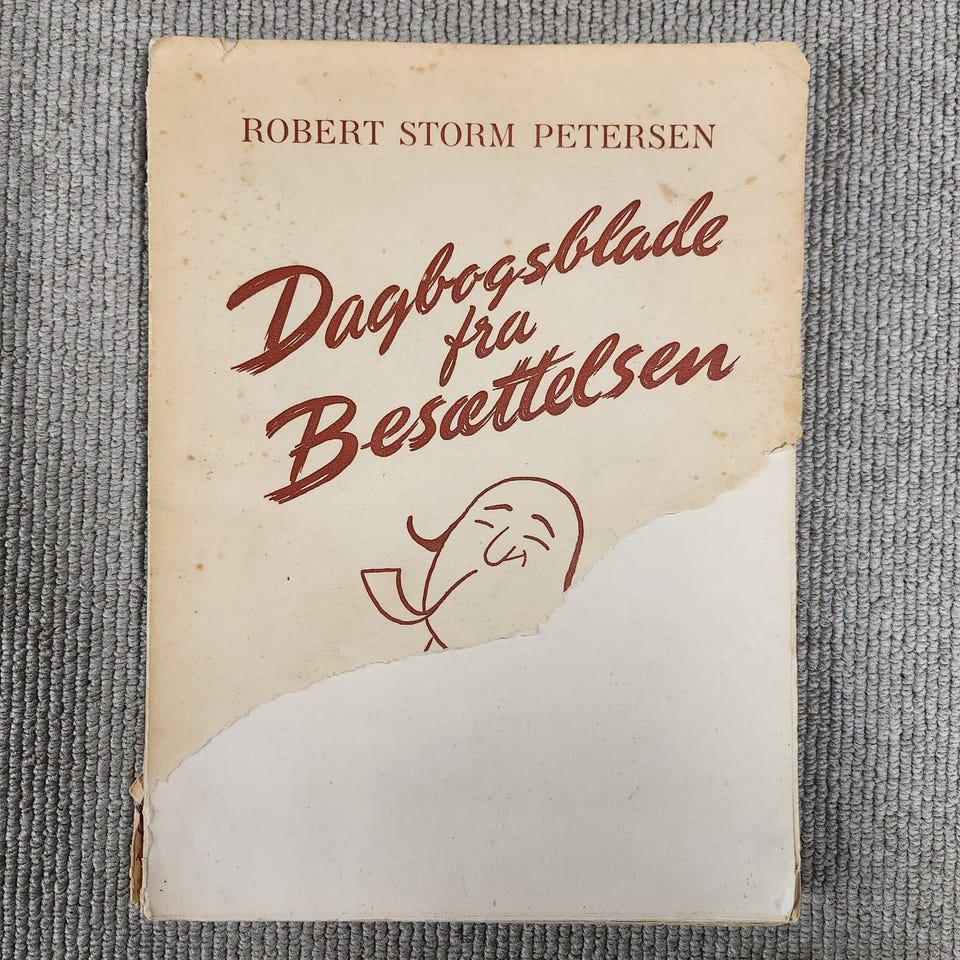 ROBERT STORM PETERSEN
Dagbogsblade
fra
Besættelsen